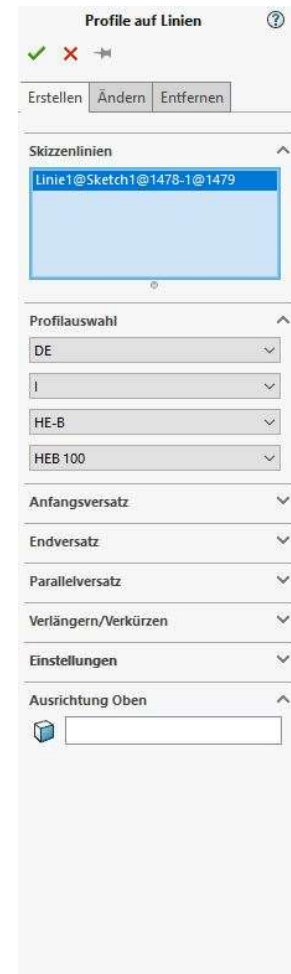 Profile auf Linien
Erstellen Ändern Entfernen
Skizzenlinien
Linie1@Sketch1@1478-1@1479
Profilauswahl
DE
I
HE-B
HEB 100
Anfangsversatz
Endversatz
Parallelversatz
Verlängern/Verkürzen
Einstellungen
Ausrichtung Oben